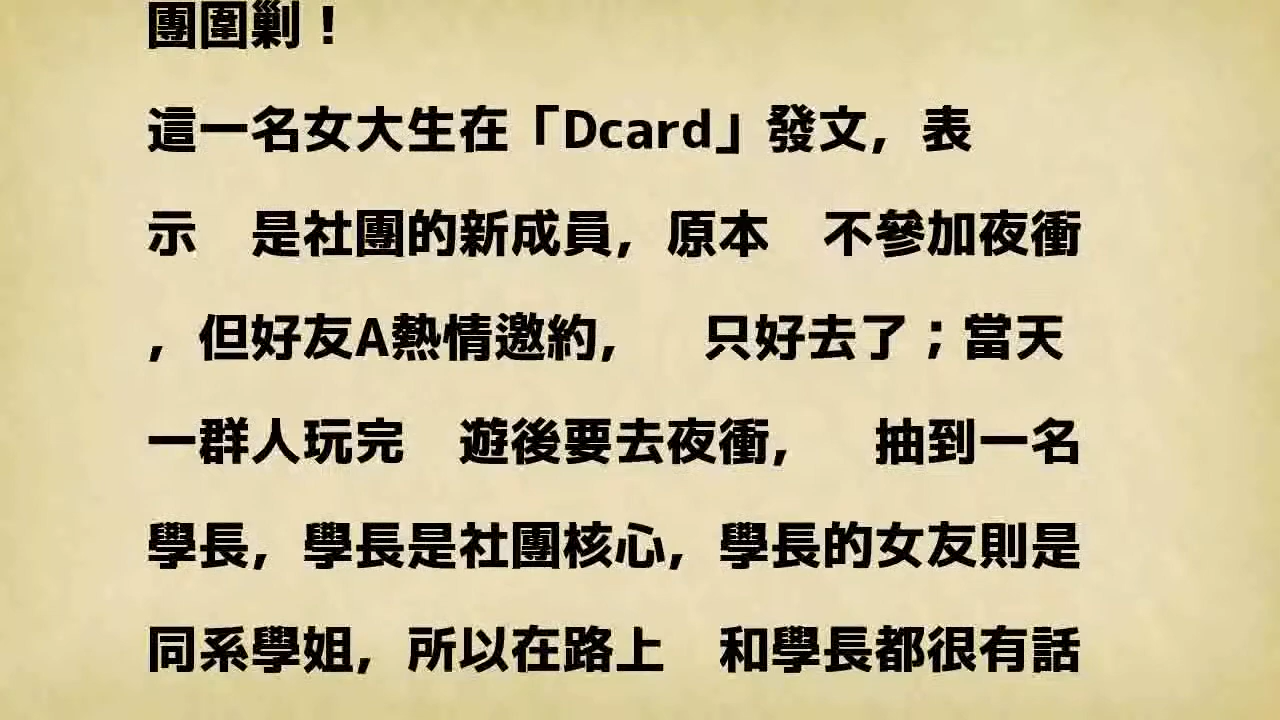 團圍剿！
這一名女大生在「Dcard」發文，表
示　是社團的新成員，原本　不參加夜衝
，但好友A熱情邀約，　只好去了；當天
一群人玩完　遊後要去夜衝，　抽到一名
學長，學長是社團核心，學長的女友則是
同系學姐，所以在路上　和學長都很有話